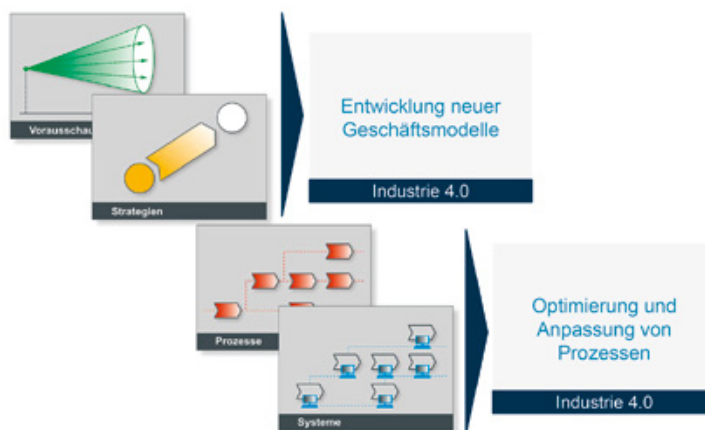 Vorausschau
Strategien
Entwicklung neuer
Geschäftsmodelle
Industrie 4.0
Prozesse
Systeme
Optimierung und
Anpassung von
Prozessen
Industrie 4.0